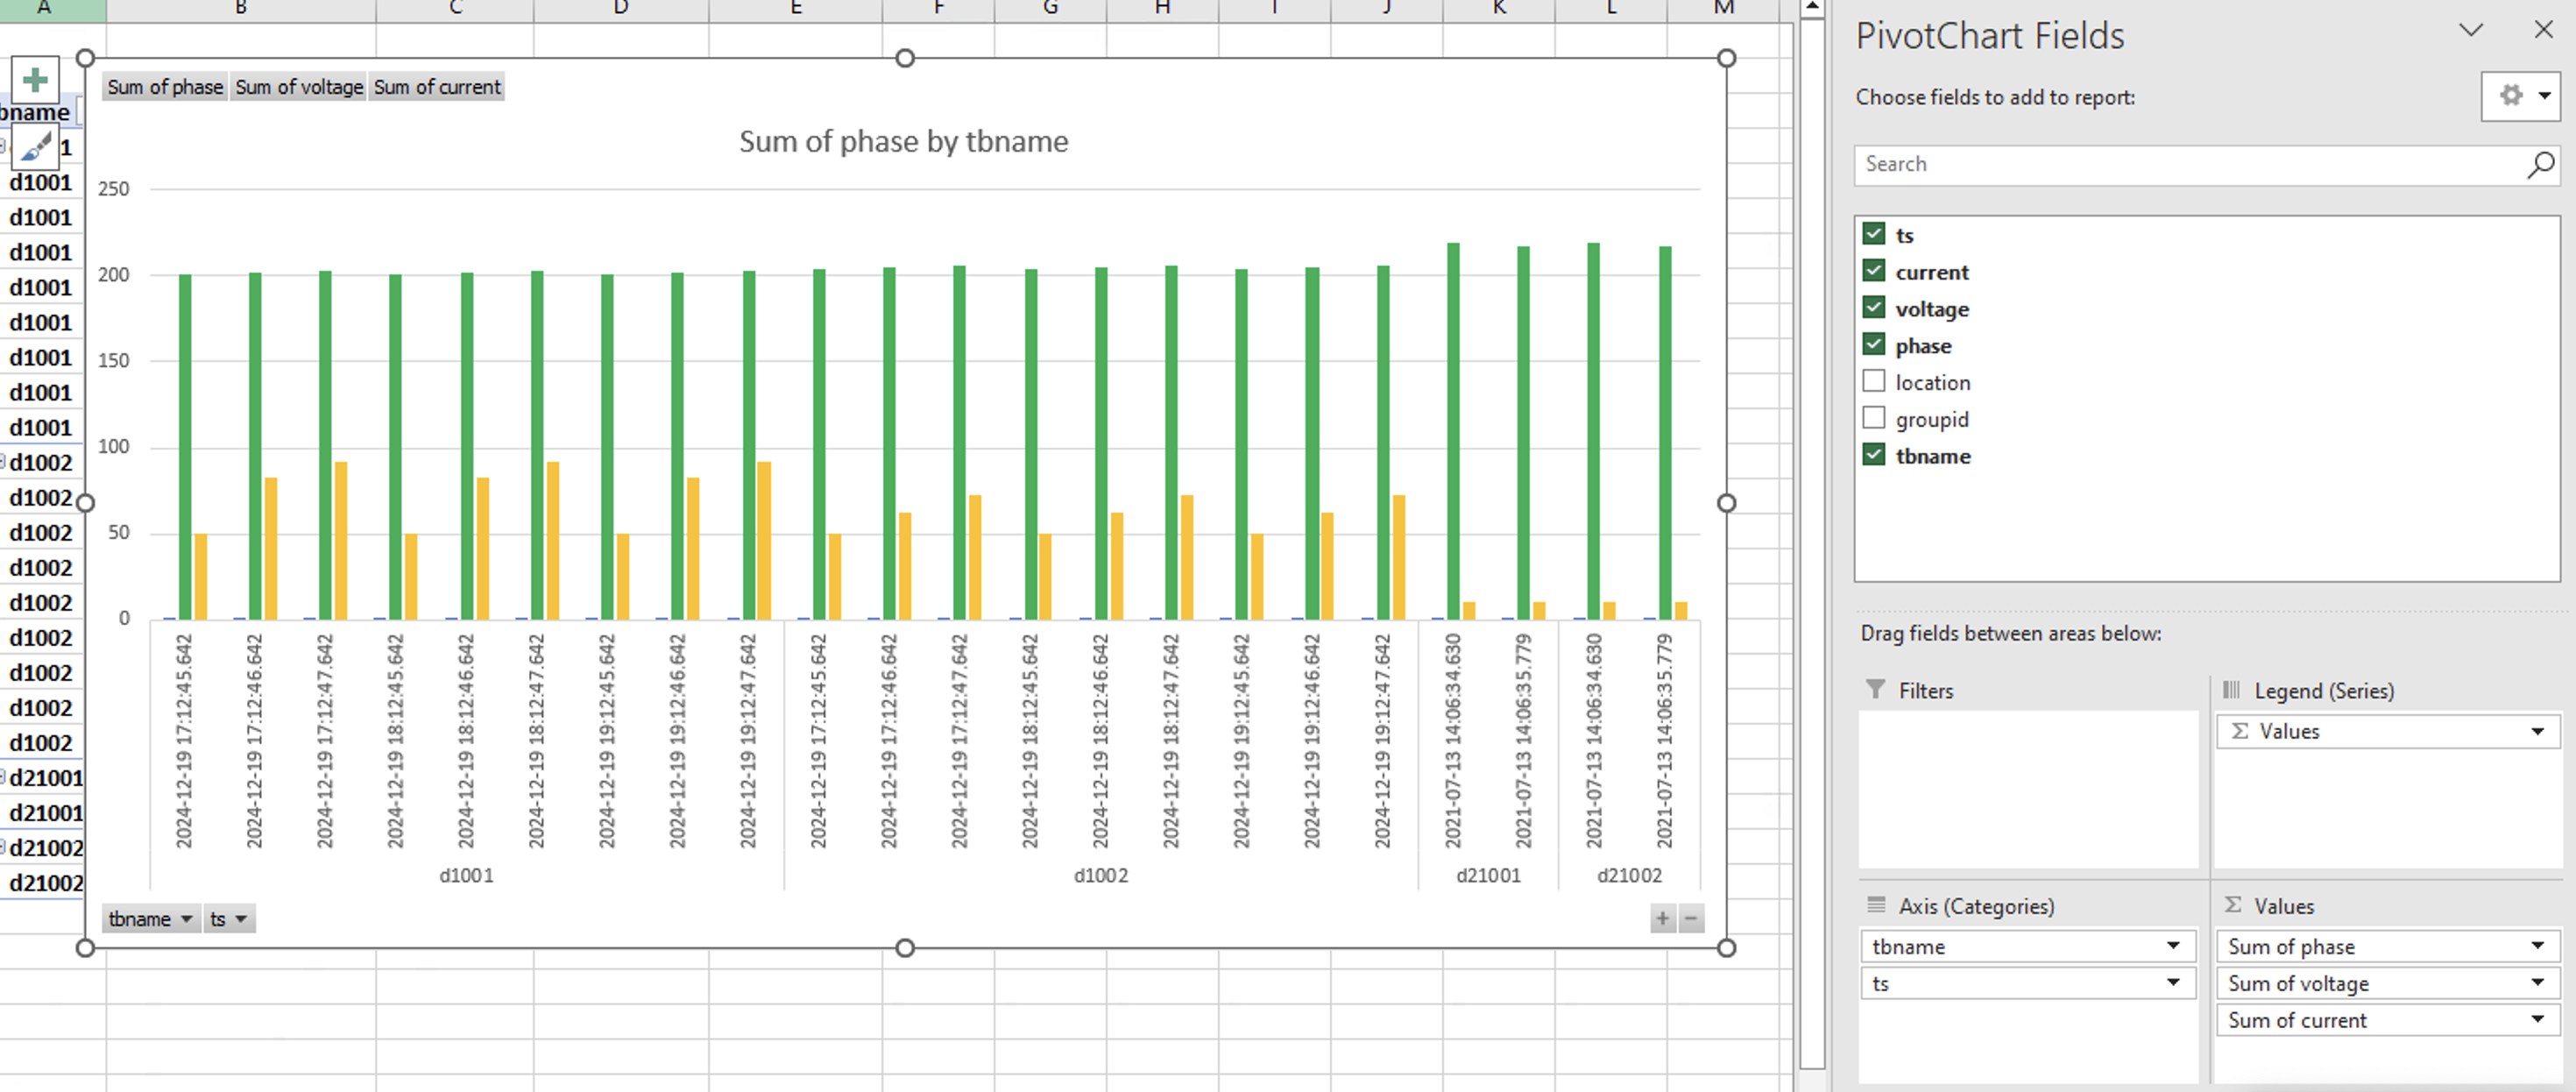 A B C D E F G H I J K L M
bname
1
d1001
d1001
d1001
d1001
d1001
d1001
d1001
d1001
d1002
d1002
d1002
d1002
d1002
d1002
d1002
d1002
d1002
d21001
d21001
d21002
d21002
Sum of phase Sum of voltage Sum of current
Sum of phase by tbname
250
200
150
100
50
0
2024-12-19 17:12:45.642
2024-12-19 17:12:46.642
2024-12-19 17:12:47.642
2024-12-19 18:12:45.642
2024-12-19 18:12:46.642
2024-12-19 18:12:47.642
2024-12-19 19:12:45.642
2024-12-19 19:12:46.642
2024-12-19 19:12:47.642
2024-12-19 17:12:45.642
2024-12-19 17:12:46.642
2024-12-19 17:12:47.642
2024-12-19 18:12:45.642
2024-12-19 18:12:46.642
2024-12-19 18:12:47.642
2024-12-19 19:12:45.642
2024-12-19 19:12:46.642
2024-12-19 19:12:47.642
2021-07-13 14:06:34.630
2021-07-13 14:06:35.779
2021-07-13 14:06:34.630
2021-07-13 14:06:35.779
d1001 d1002 d21001 d21002
tbname ts
PivotChart Fields
Choose fields to add to report:
Search
ts
current
voltage
phase
location
groupid
tbname
Drag fields between areas below:
Filters
Legend (Series)
Σ Values
Axis (Categories)
tbname
ts
Σ Values
Sum of phase
Sum of voltage
Sum of current